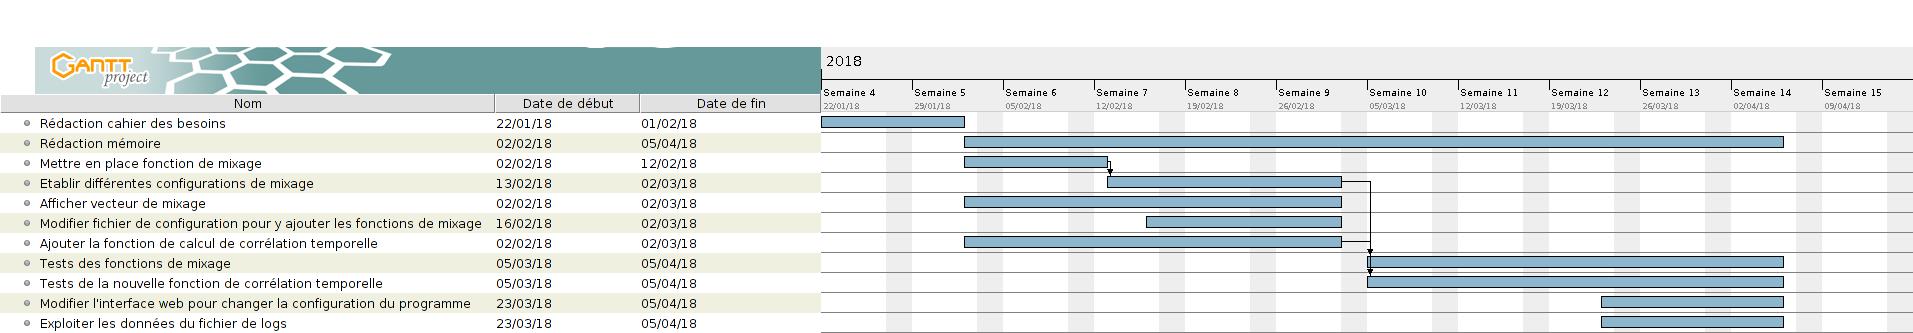 GANTT
project
2018
Semaine 4 Semaine 5 Semaine 6 Semaine 7 Semaine 8 Semaine 9 Semaine 10 Semaine 11 Semaine 12 Semaine 13 Semaine 14 Semaine 15
Nom Date de début Date de fin
22/01/18 29/01/18 05/02/18 12/02/18 19/02/18 26/02/18 05/03/18 12/03/18 19/03/18 26/03/18 02/04/18 09/04/18
Rédaction cahier des besoins 22/01/18 01/02/18
Rédaction mémoire 02/02/18 05/04/18
Mettre en place fonction de mixage 02/02/18 12/02/18
Etablir différentes configurations de mixage 13/02/18 02/03/18
Afficher vecteur de mixage 02/02/18 02/03/18
Modifier fichier de configuration pour y ajouter les fonctions de mixage 16/02/18 02/03/18
Ajouter la fonction de calcul de corrélation temporelle 02/02/18 02/03/18
Tests des fonctions de mixage 05/03/18 05/04/18
Tests de la nouvelle fonction de corrélation temporelle 05/03/18 05/04/18
Modifier l'interface web pour changer la configuration du programme 23/03/18 05/04/18
Exploiter les données du fichier de logs 23/03/18 05/04/18